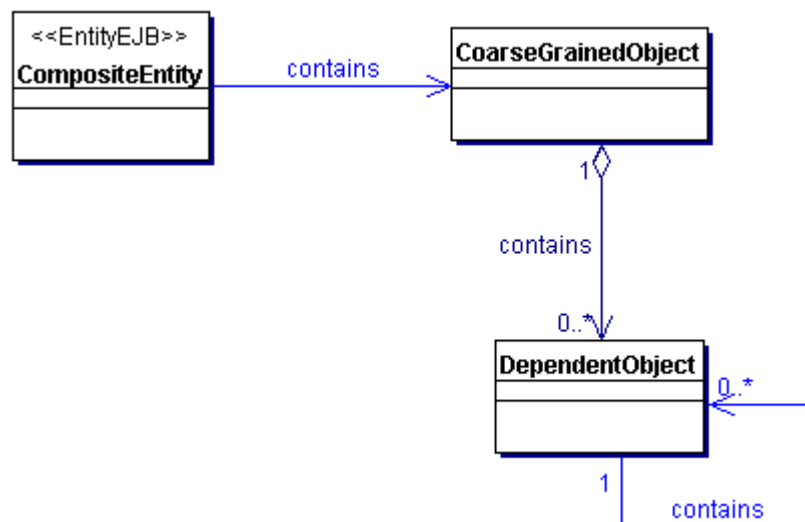 <<EntityEJB>>
CompositeEntity
contains
CoarseGrainedObject
1
contains
0..*
DependentObject
0..*
1
contains